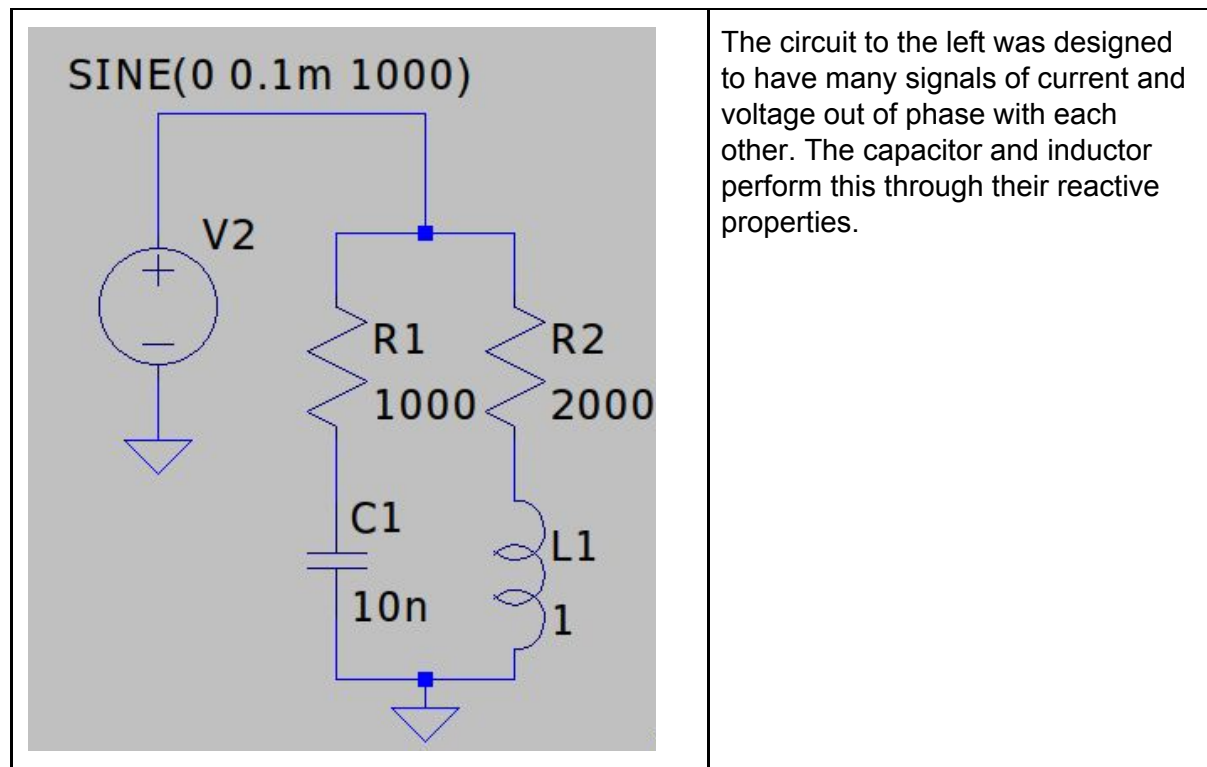 SINE(0 0.1m 1000)
V2
R1
1000
R2
2000
C1
10n
L1
1
The circuit to the left was designed
to have many signals of current and
voltage out of phase with each
other. The capacitor and inductor
perform this through their reactive
properties.